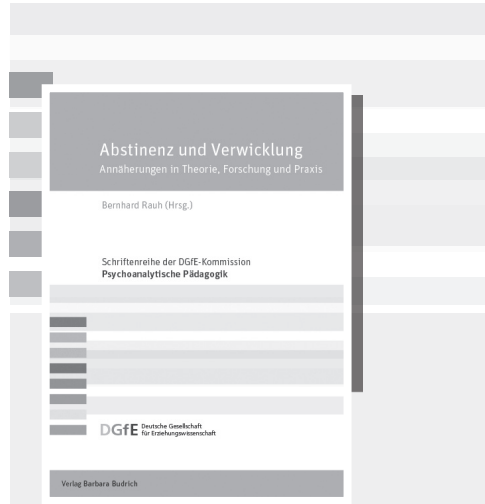 Abstinenz und Verwicklung
Annäherungen in Theorie, Forschung und Praxis
Bernhard Rauh (Hrsg.)
Schriftenreihe der DGfE-Kommission
Psychoanalytische Pädagogik
DGfE Deutsche Gesellschaft
für Erziehungswissenschaft
Verlag Barbara Budrich